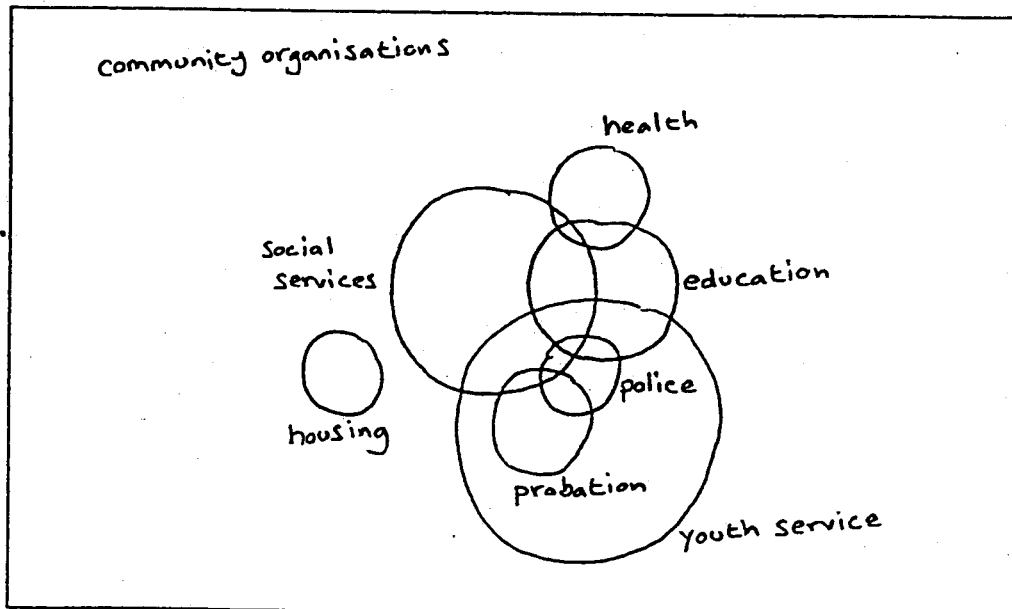 community organisations
health
social
services
education
police
housing
probation
youth service